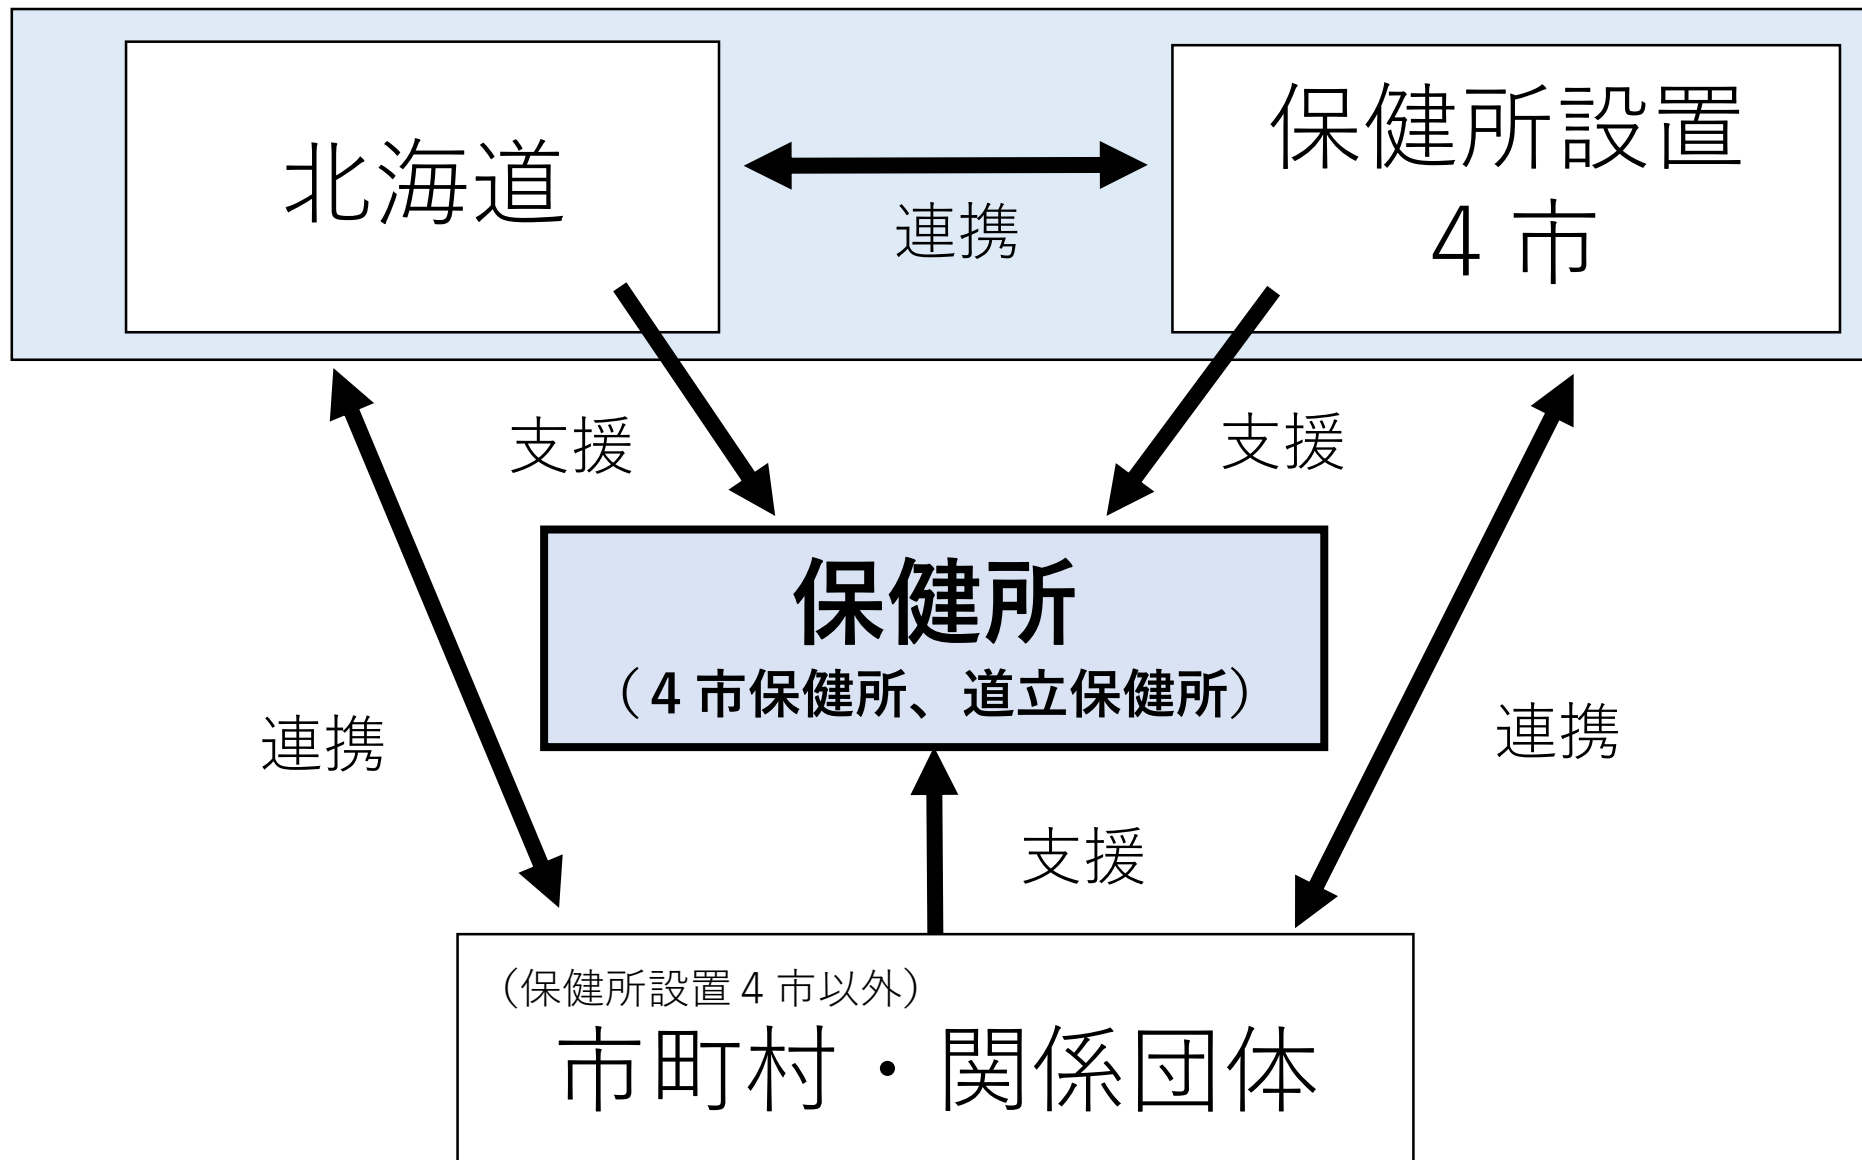 北海道
保健所設置
4 市
連携
支援
支援
保健所
（4 市保健所、道立保健所）
連携
連携
支援
（保健所設置 4 市以外）
市町村・関係団体